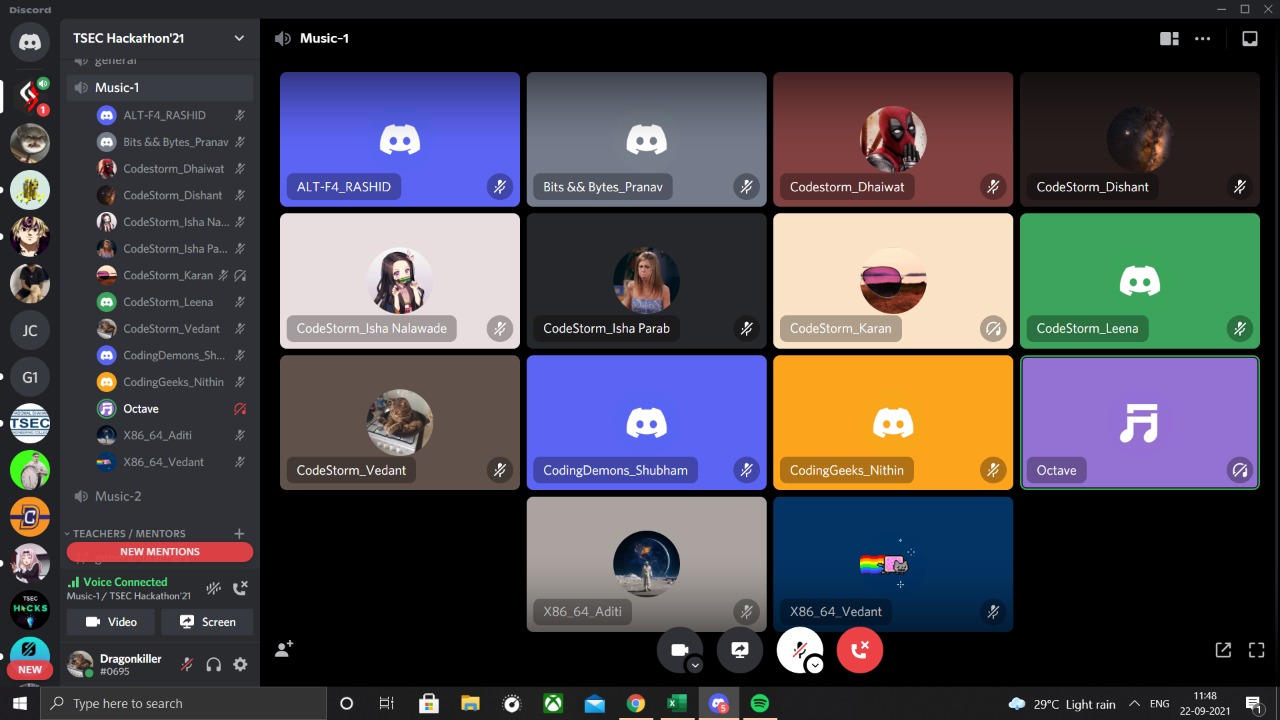 Discord
TSEC Hackathon'21
general
Music-1
ALT-F4_RASHID
Bits && Bytes_Pranav
Codestorm_Dhaiwat
CodeStorm_Dishant
CodeStorm_Isha Na...
CodeStorm_Isha Pa...
CodeStorm_Karan
CodeStorm_Leena
CodeStorm_Vedant
CodingDemons_Sh...
CodingGeeks_Nithin
Octave
X86_64_Aditi
X86_64_Vedant
Music-2
TEACHERS / MENTORS
NEW MENTIONS
Voice Connected
Music-1 / TSEC Hackathon'21
Video
Screen
Dragonkiller
#0695
1
JC
G1
TSEC
TSEC
HACKS
NEW
Music-1
ALT-F4_RASHID
Bits && Bytes_Pranav
Codestorm_Dhaiwat
CodeStorm_Dishant
CodeStorm_Isha Nalawade
CodeStorm_Isha Parab
CodeStorm_Karan
CodeStorm_Leena
CodeStorm_Vedant
CodingDemons_Shubham
CodingGeeks_Nithin
Octave
X86_64_Aditi
X86_64_Vedant
Type here to search
5
29°C Light rain
ENG
11:48
22-09-2021
1